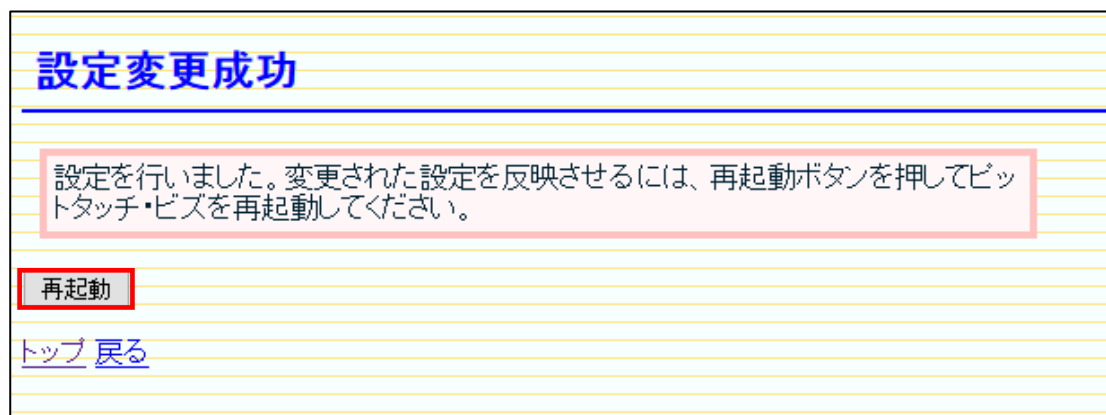 設定変更成功
設定を行いました。変更された設定を反映させるには、再起動ボタンを押してビッ
トタッチ・ビズを再起動してください。
再起動
トップ 戻る